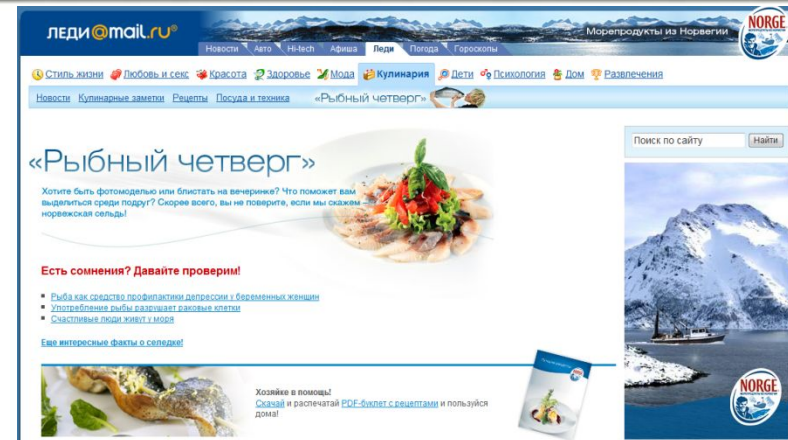 леди@mail.ru®
Морепродукты из Норвегии
NORGE
Новости Авто Hi-tech Афиша Леди Погода Гороскопы
Стиль жизни Любовь и секс Красота Здоровье Мода Кулинария Дети Психология Дом Развлечения
Новости Кулинарные заметки Рецепты Посуда и техника «Рыбный четверг»
Поиск по сайту Найти
«Рыбный четверг»
Хотите быть фотомоделью или блистать на вечеринке? Что поможет вам
выделиться среди подруг? Скорее всего, вы не поверите, если мы скажем –
норвежская сельдь!
Есть сомнения? Давайте проверим!
Рыба как средство профилактики депрессии у беременных женщин
Употребление рыбы разрушает раковые клетки
Счастливые люди живут у моря
Еще интересные факты о селедке!
Хозяйке в помощь!
Скачай и распечатай PDF-буклет с рецептами и пользуйся
дома!
NORGE